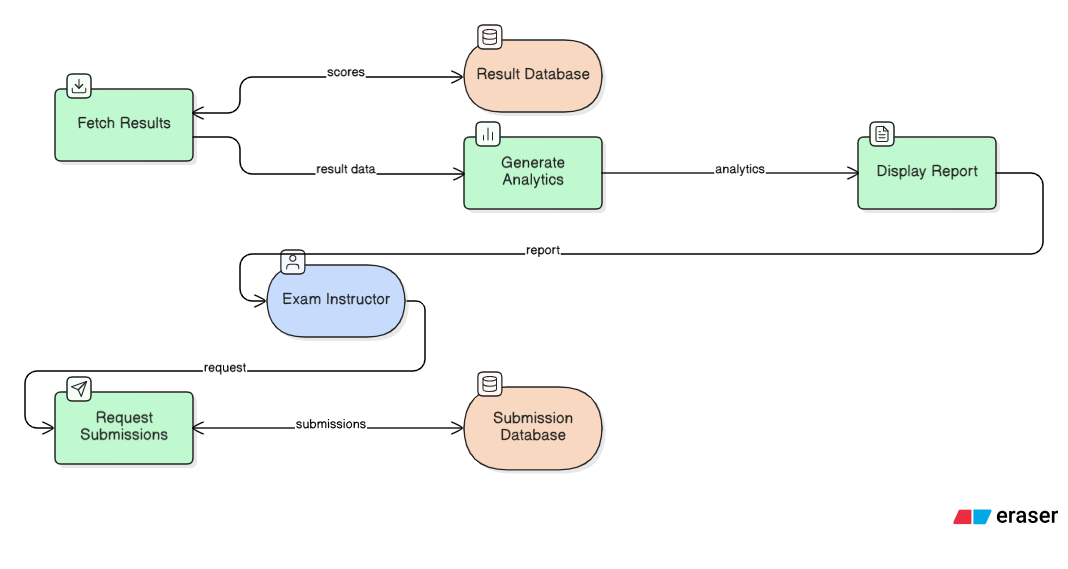 scores
Result Database
Fetch Results
result data
Generate
Analytics
analytics
Display Report
report
Exam Instructor
request
Request
Submissions
submissions
Submission
Database
eraser